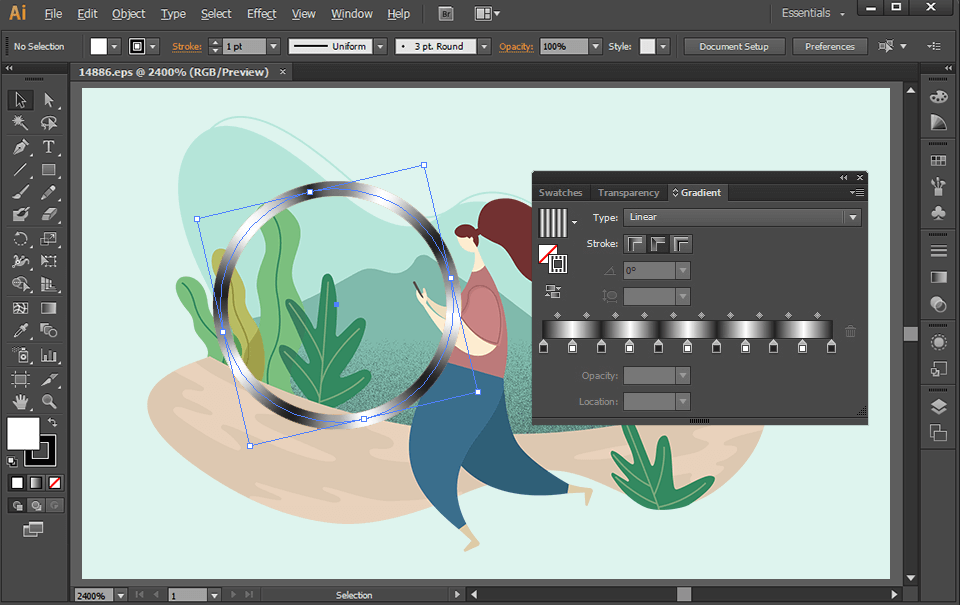 Ai File Edit Object Type Select Effect View Window Help Br Essentials
No Selection Stroke: 1 pt Uniform 3 pt. Round Opacity: 100% Style: Document Setup Preferences
14886.eps @ 2400% (RGB/Preview) ×
T
Swatches Transparency Gradient
Type: Linear
Stroke:
0°
Opacity:
Location:
2400% 1 Selection